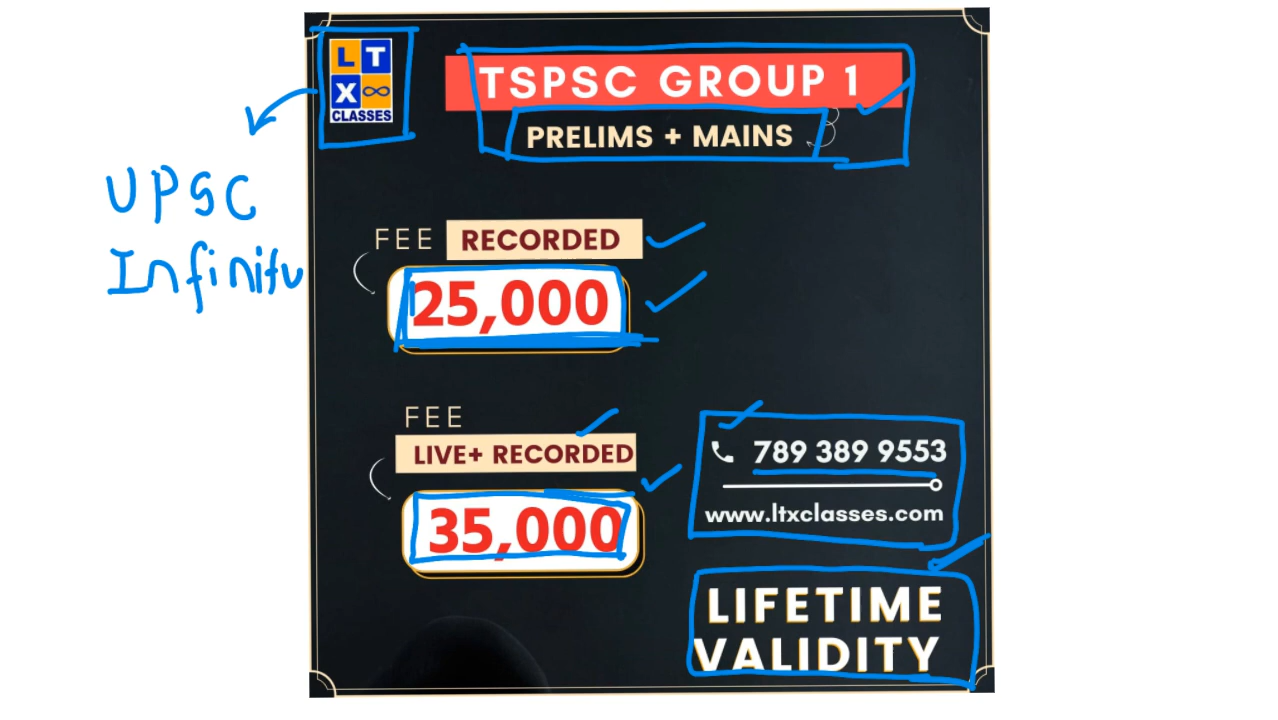 L T
X ∞
CLASSES
TSPSC GROUP 1
PRELIMS + MAINS
UPSC
Infinitu
FEE RECORDED
25,000
FEE
LIVE+ RECORDED
35,000
789 389 9553
www.ltxclasses.com
LIFETIME
VALIDITY